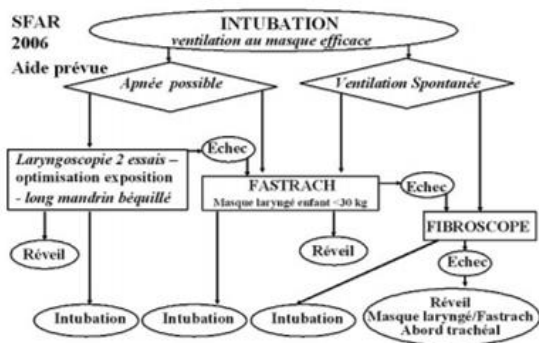 SFAR
2006
Aide prévue
INTUBATION
ventilation au masque efficace
Apnée possible
Ventilation Spontanée
Laryngoscopie 2 essais –
optimisation exposition
- long mandrin béquillé
Echec
FASTRACH
Masque laryngé enfant <30 kg
Echec
FIBROSCOPE
Réveil
Réveil
Echec
Intubation
Intubation
Intubation
Réveil
Masque laryngé/Fastrach
Abord trachéal